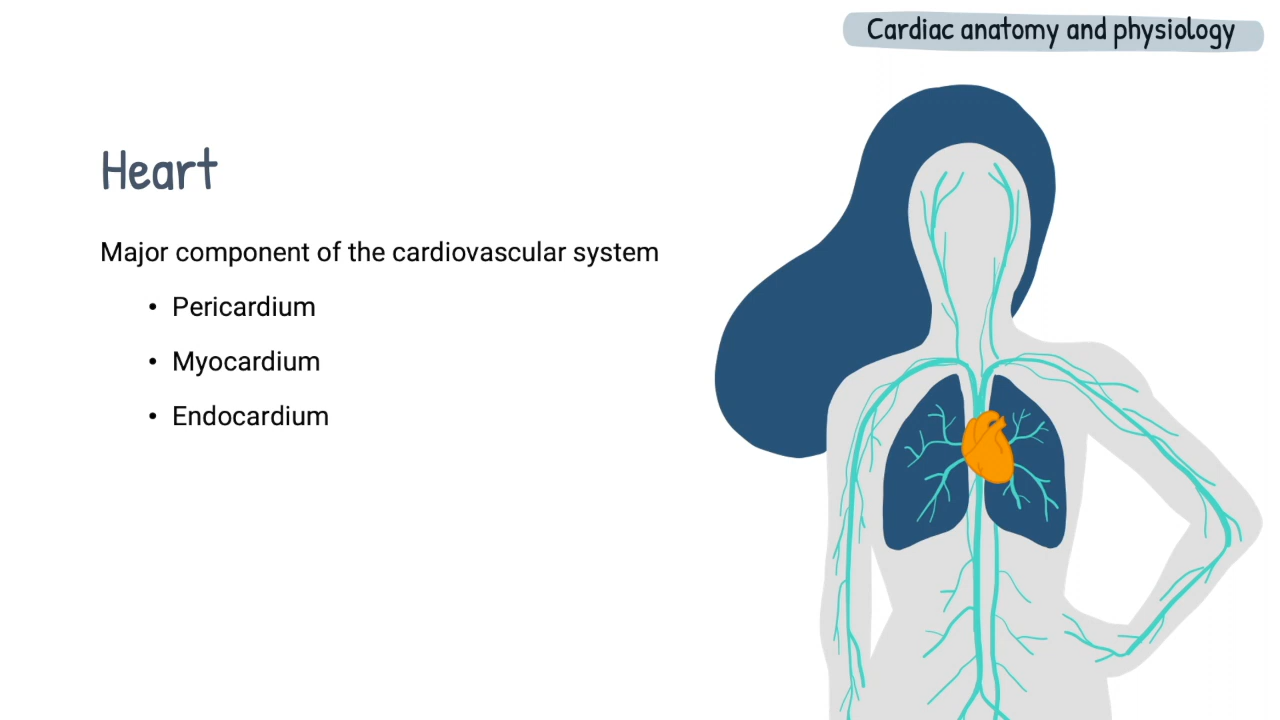 Cardiac anatomy and physiology
Heart
Major component of the cardiovascular system
• Pericardium
• Myocardium
• Endocardium